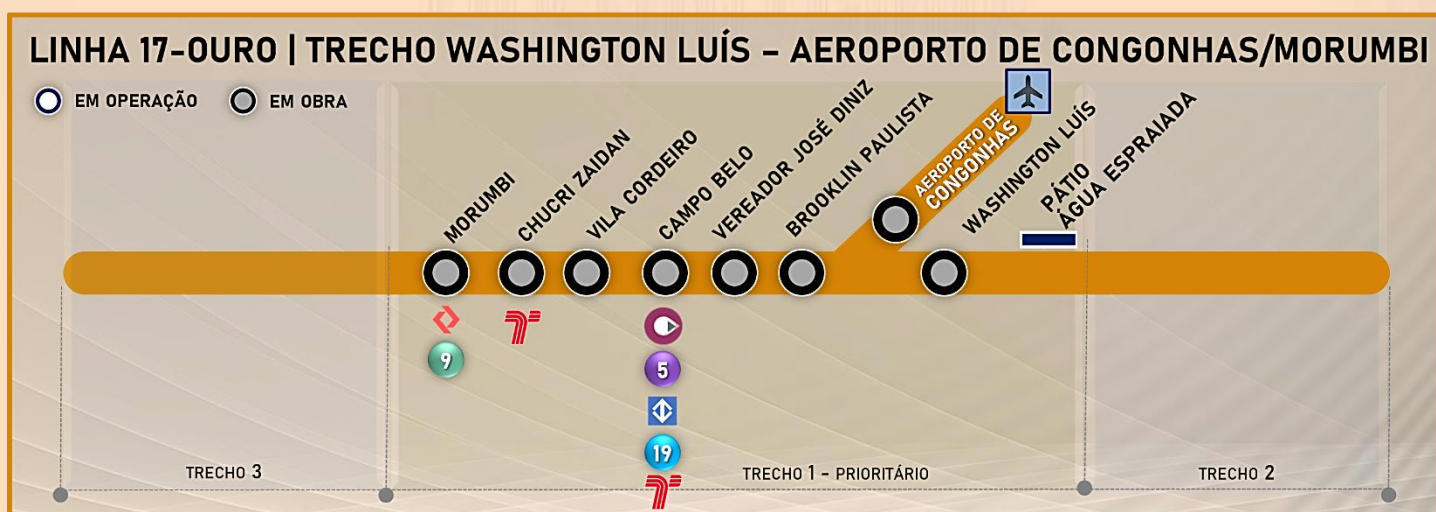 LINHA 17-OURO | TRECHO WASHINGTON LUÍS – AEROPORTO DE CONGONHAS/MORUMBI
EM OPERAÇÃO
EM OBRA
MORUMBI
CHUCRI ZAIDAN
VILA CORDEIRO
CAMPO BELO
VEREADOR JOSÉ DINIZ
BROOKLIN PAULISTA
AEROPORTO DE
CONGONHAS
WASHINGTON LUÍS
PÁTIO
ÁGUA ESPRAIADA
9
5
19
TRECHO 3
TRECHO 1 - PRIORITÁRIO
TRECHO 2